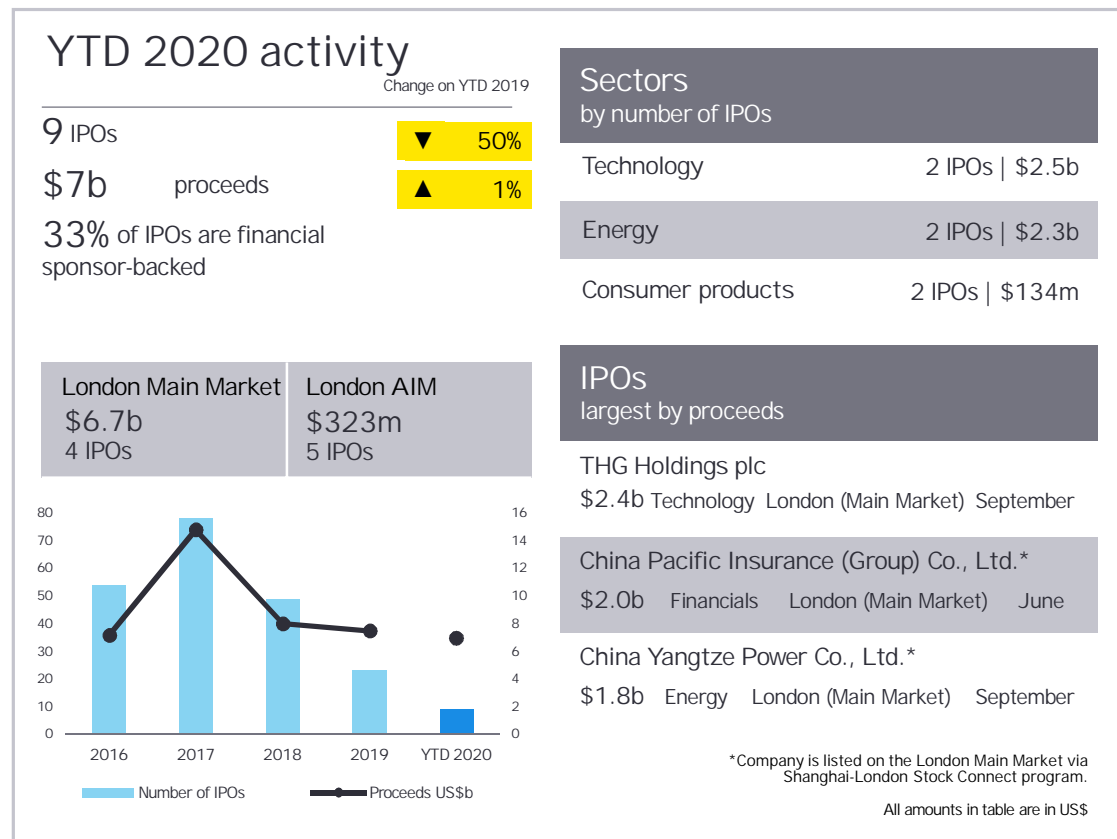 YTD 2020 activity
Change on YTD 2019
9 IPOs
▼ 50%
$7b proceeds
▲ 1%
33% of IPOs are financial
sponsor-backed
London Main Market
$6.7b
4 IPOs
London AIM
$323m
5 IPOs
80
70
60
50
40
30
20
10
0
16
14
12
10
8
6
4
2
0
2016 2017 2018 2019 YTD 2020
Number of IPOs Proceeds US$b
Sectors
by number of IPOs
Technology 2 IPOs | $2.5b
Energy 2 IPOs | $2.3b
Consumer products 2 IPOs | $134m
IPOs
largest by proceeds
THG Holdings plc
$2.4b Technology London (Main Market) September
China Pacific Insurance (Group) Co., Ltd.*
$2.0b Financials London (Main Market) June
China Yangtze Power Co., Ltd.*
$1.8b Energy London (Main Market) September
*Company is listed on the London Main Market via
Shanghai-London Stock Connect program.
All amounts in table are in US$